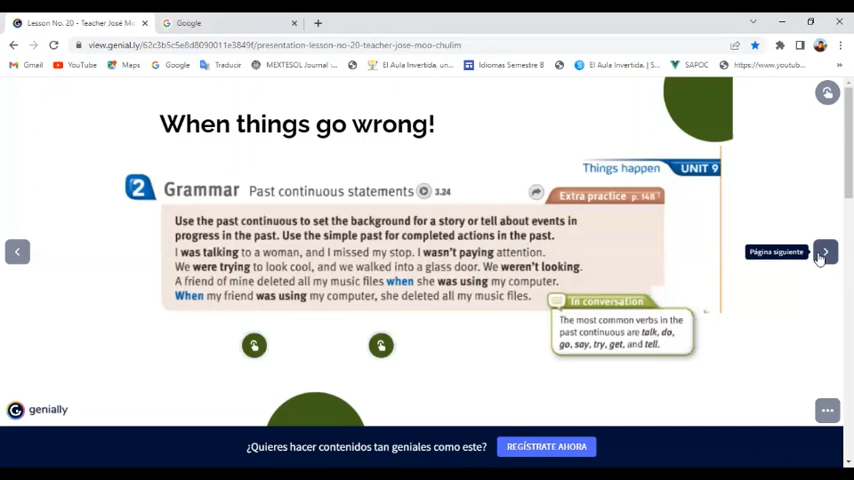 Lesson No. 20 - Teacher José Mo
Google
view.genial.ly/62c3b5c5e8d8090011e3849f/presentation-lesson-no-20-teacher-jose-moo-chulim
Gmail
YouTube
Maps
Google
Traducir
MEXTESOL Journal :...
El Aula Invertida, un...
Idiomas Semestre B
El Aula Invertida. | S...
SAPOC
https://www.youtub...
When things go wrong!
Things happen UNIT 9
2 Grammar Past continuous statements 3.24
Extra practice p. 148
Use the past continuous to set the background for a story or tell about events in
progress in the past. Use the simple past for completed actions in the past.
I was talking to a woman, and I missed my stop. I wasn't paying attention.
We were trying to look cool, and we walked into a glass door. We weren't looking.
A friend of mine deleted all my music files when she was using my computer.
When my friend was using my computer, she deleted all my music files.
In conversation
The most common verbs in the
past continuous are talk, do,
go, say, try, get, and tell.
Página siguiente
genially
¿Quieres hacer contenidos tan geniales como este?
REGÍSTRATE AHORA